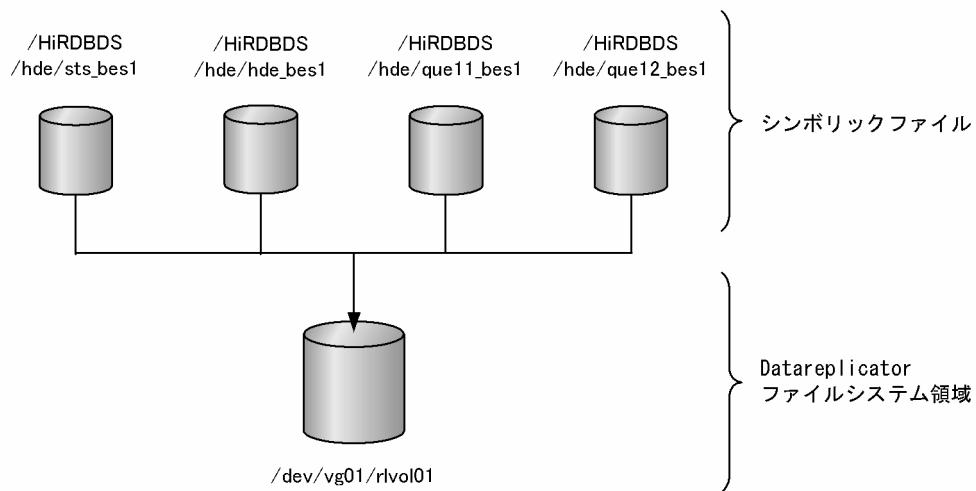 /HiRDBDS
/hde/sts_bes1
/HiRDBDS
/hde/hde_bes1
/HiRDBDS
/hde/que11_bes1
/HiRDBDS
/hde/que12_bes1
シンボリックファイル
Datareplicator
ファイルシステム領域
/dev/vg01/rlvol01